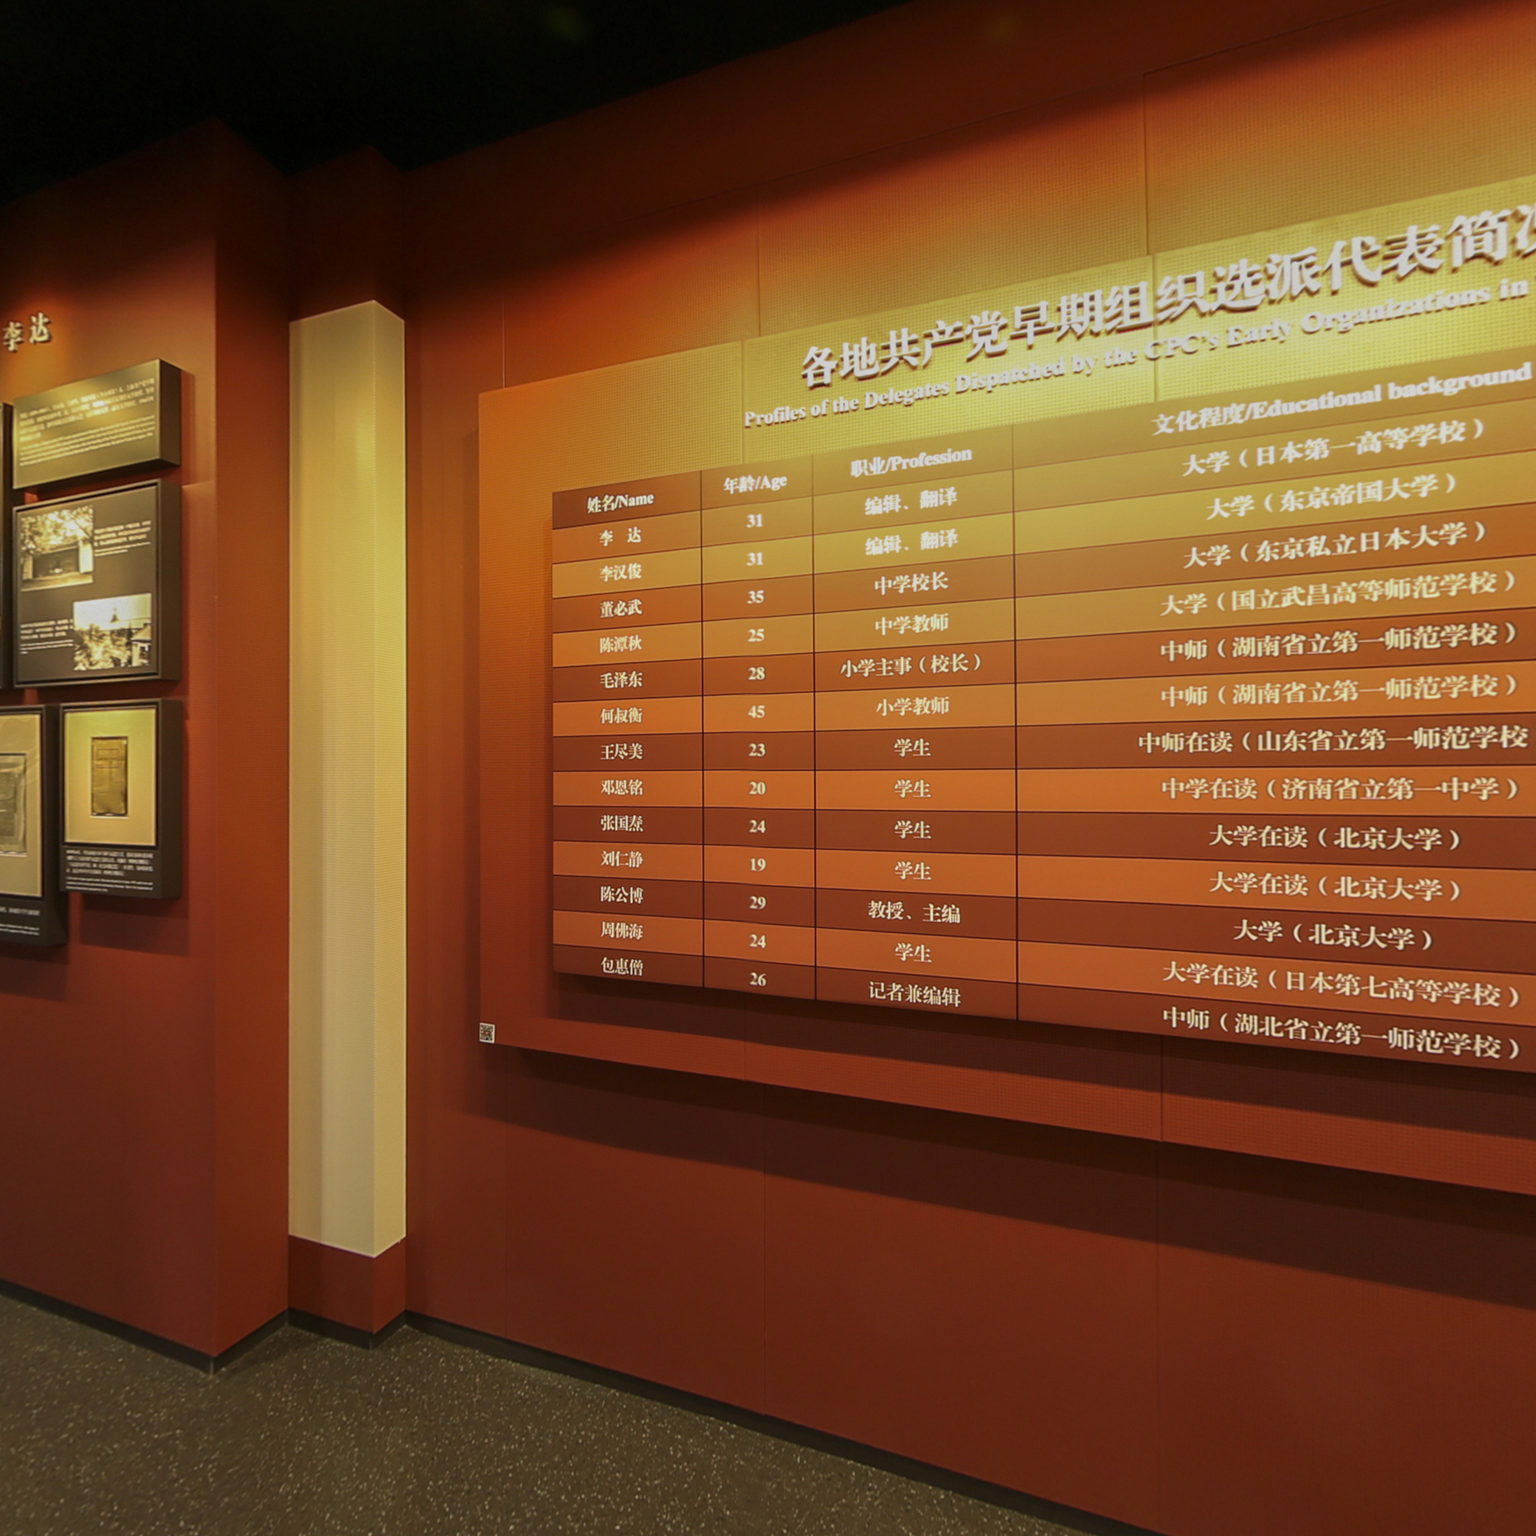 李达
各地共产党早期组织选派代表简况
Profiles of the Delegates Dispatched by the CPC's Early Organizations in
姓名/Name 年龄/Age 职业/Profession 文化程度/Educational background
李 达 31 编辑、翻译 大学（日本第一高等学校）
李汉俊 31 编辑、翻译 大学（东京帝国大学）
董必武 35 中学校长 大学（东京私立日本大学）
陈潭秋 25 中学教师 大学（国立武昌高等师范学校）
毛泽东 28 小学主事（校长） 中师（湖南省立第一师范学校）
何叔衡 45 小学教师 中师（湖南省立第一师范学校）
王尽美 23 学生 中师在读（山东省立第一师范学校
邓恩铭 20 学生 中学在读（济南省立第一中学）
张国焘 24 学生 大学在读（北京大学）
刘仁静 19 学生 大学在读（北京大学）
陈公博 29 教授、主编 大学（北京大学）
周佛海 24 学生 大学在读（日本第七高等学校）
包惠僧 26 记者兼编辑 中师（湖北省立第一师范学校）